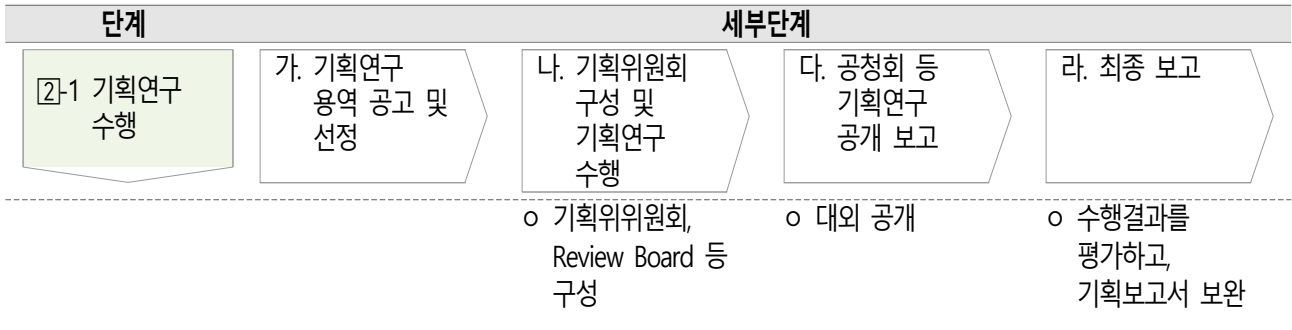 단계 세부단계
2-1 기획연구
수행
가. 기획연구
용역 공고 및
선정
나. 기획위원회
구성 및
기획연구
수행
다. 공청회 등
기획연구
공개 보고
라. 최종 보고
o 기획위위원회,
Review Board 등
구성
o 대외 공개
o 수행결과를
평가하고,
기획보고서 보완